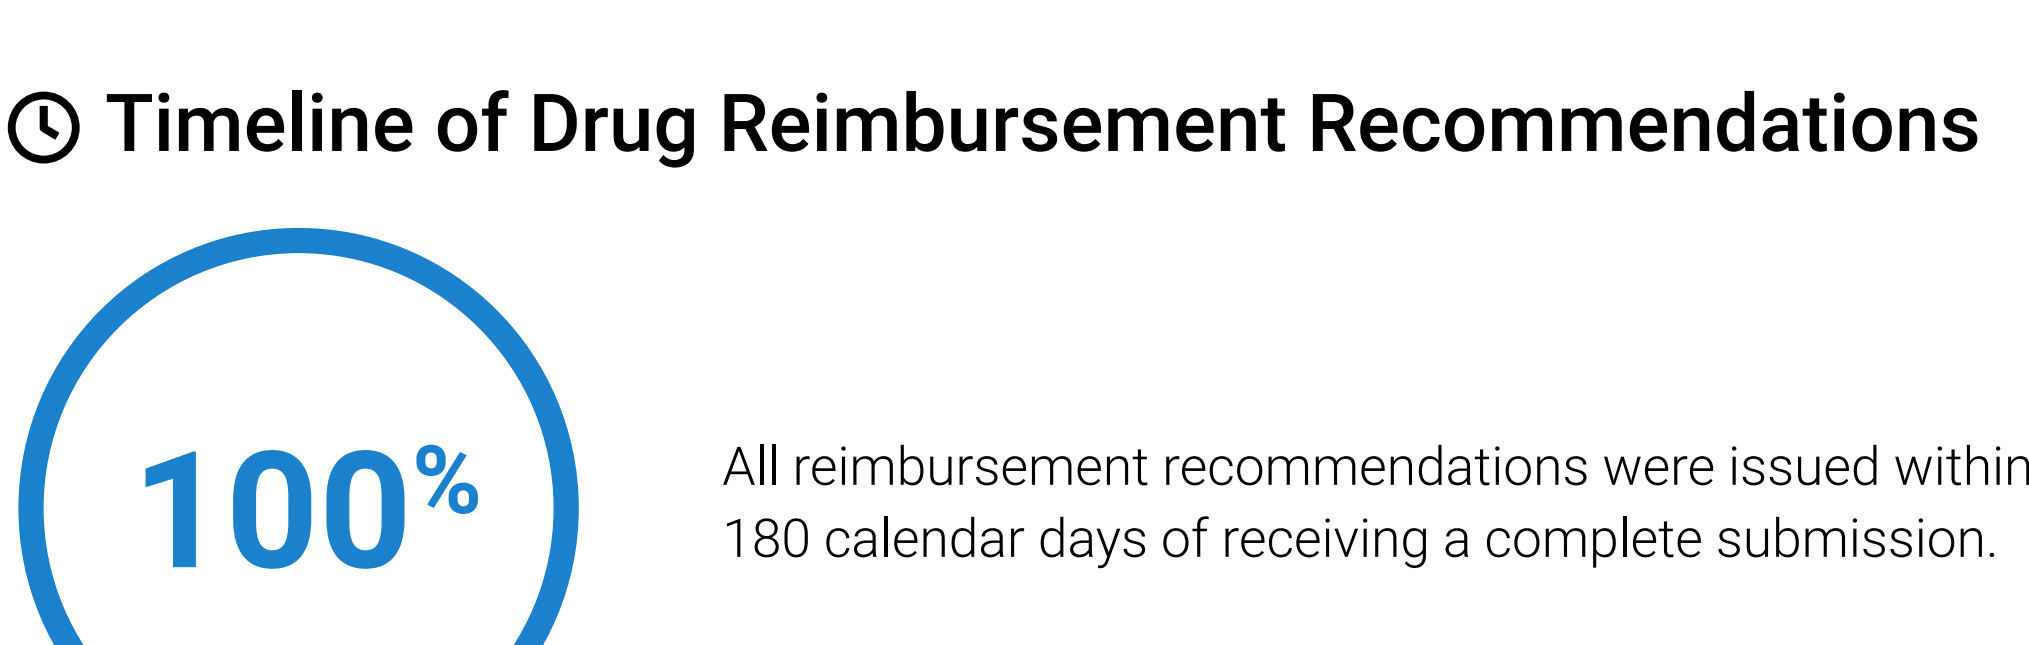 Timeline of Drug Reimbursement Recommendations
100%
All reimbursement recommendations were issued within
180 calendar days of receiving a complete submission.